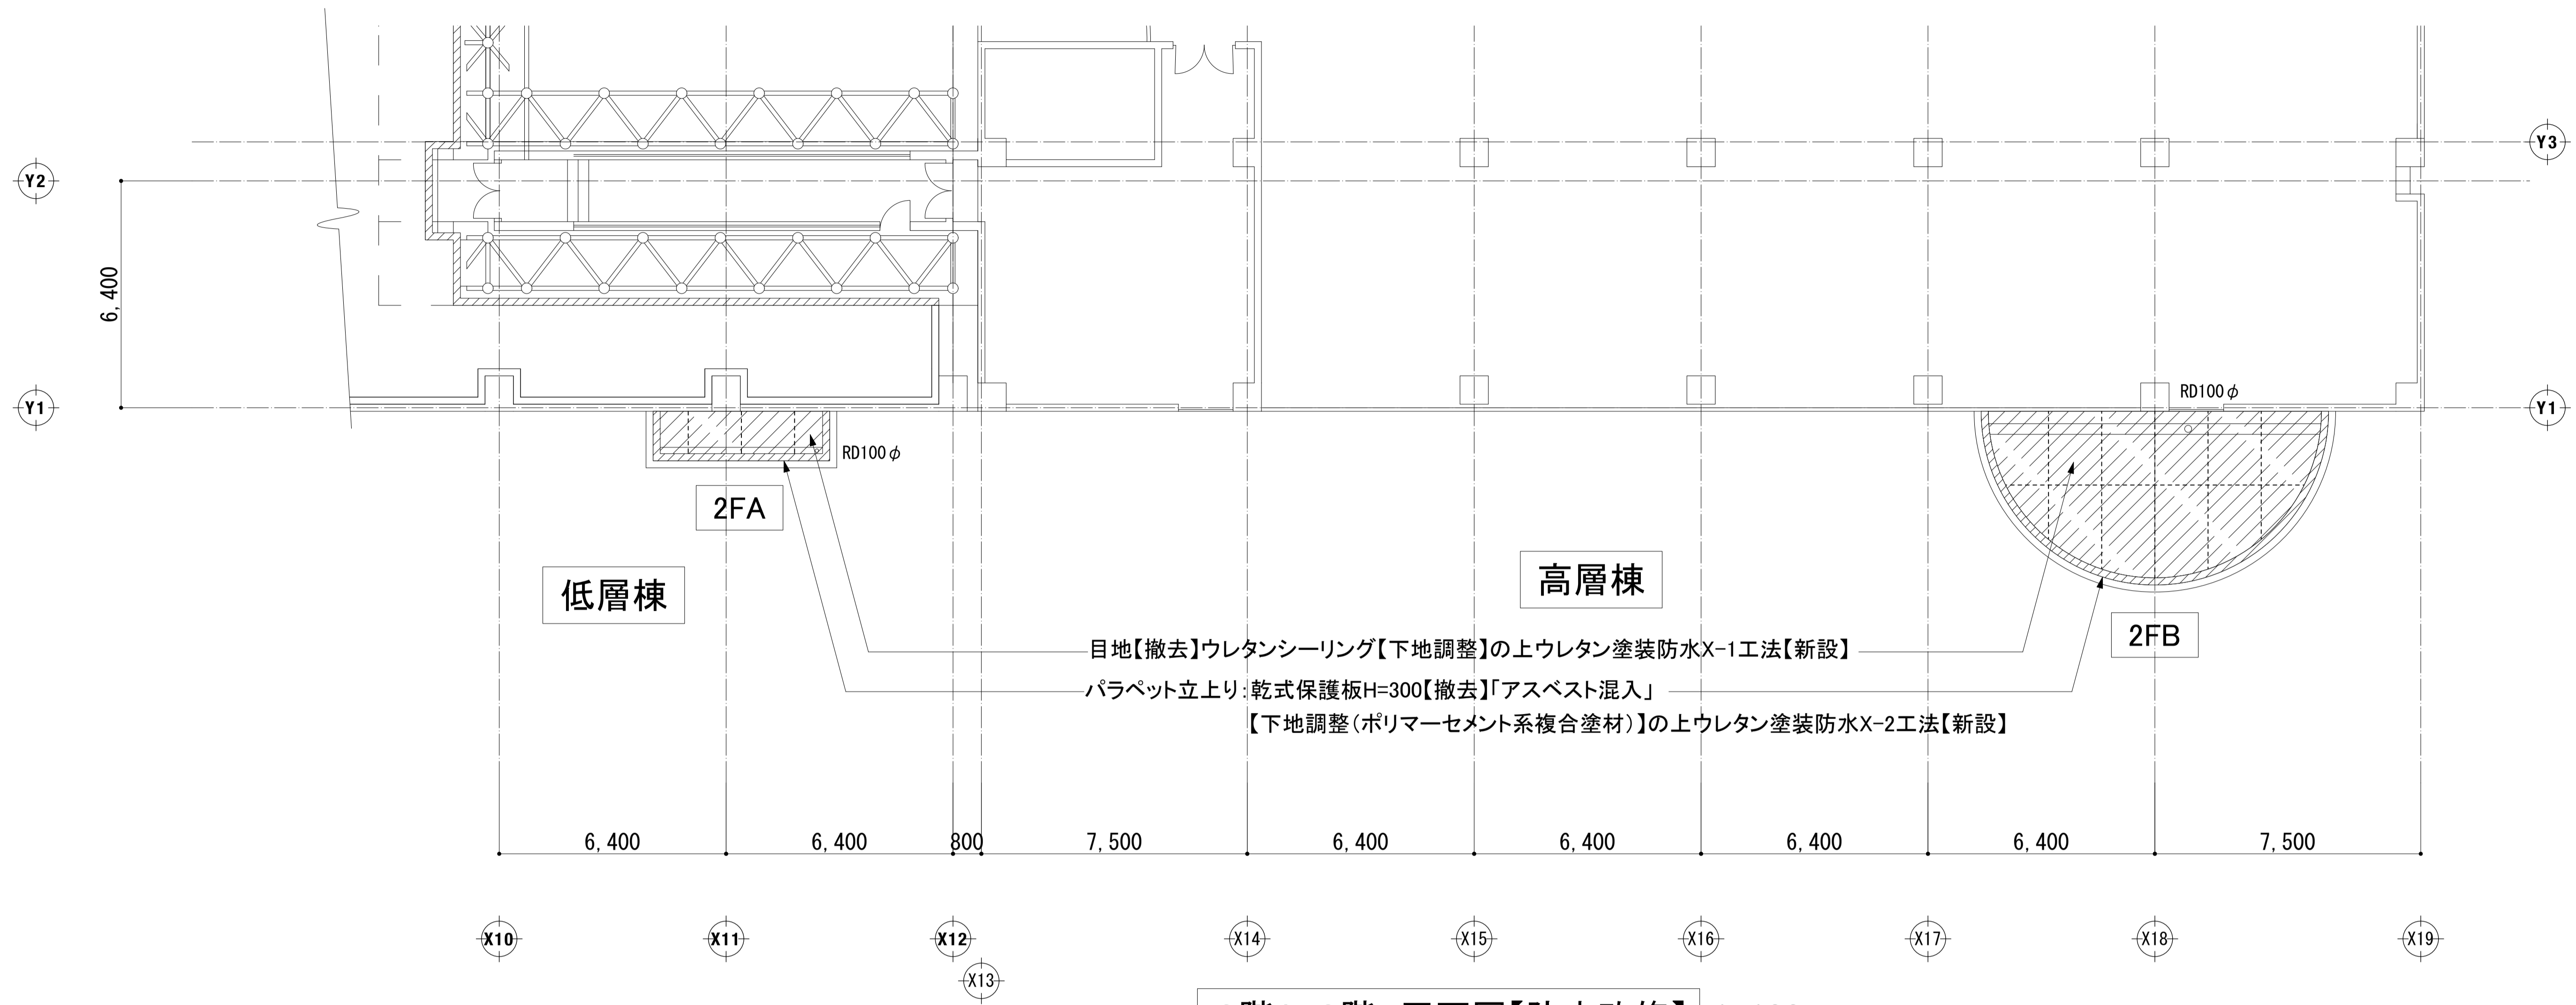 Y3
Y2
6,400
RD100φ
Y1
Y1
RD100φ
2FA
高層棟
低層棟
2FB
目地【撤去】ウレタンシーリング【下地調整】の上ウレタン塗装防水X-1工法【新設】
パラペット立上り:乾式保護板H=300【撤去】「アスベスト混入」
【下地調整(ポリマーセメント系複合塗材)】の上ウレタン塗装防水X-2工法【新設】
6,400 6,400 800 7,500 6,400 6,400 6,400 6,400 7,500
X10 X11 X12 X14 X15 X16 X17 X18 X19
X13